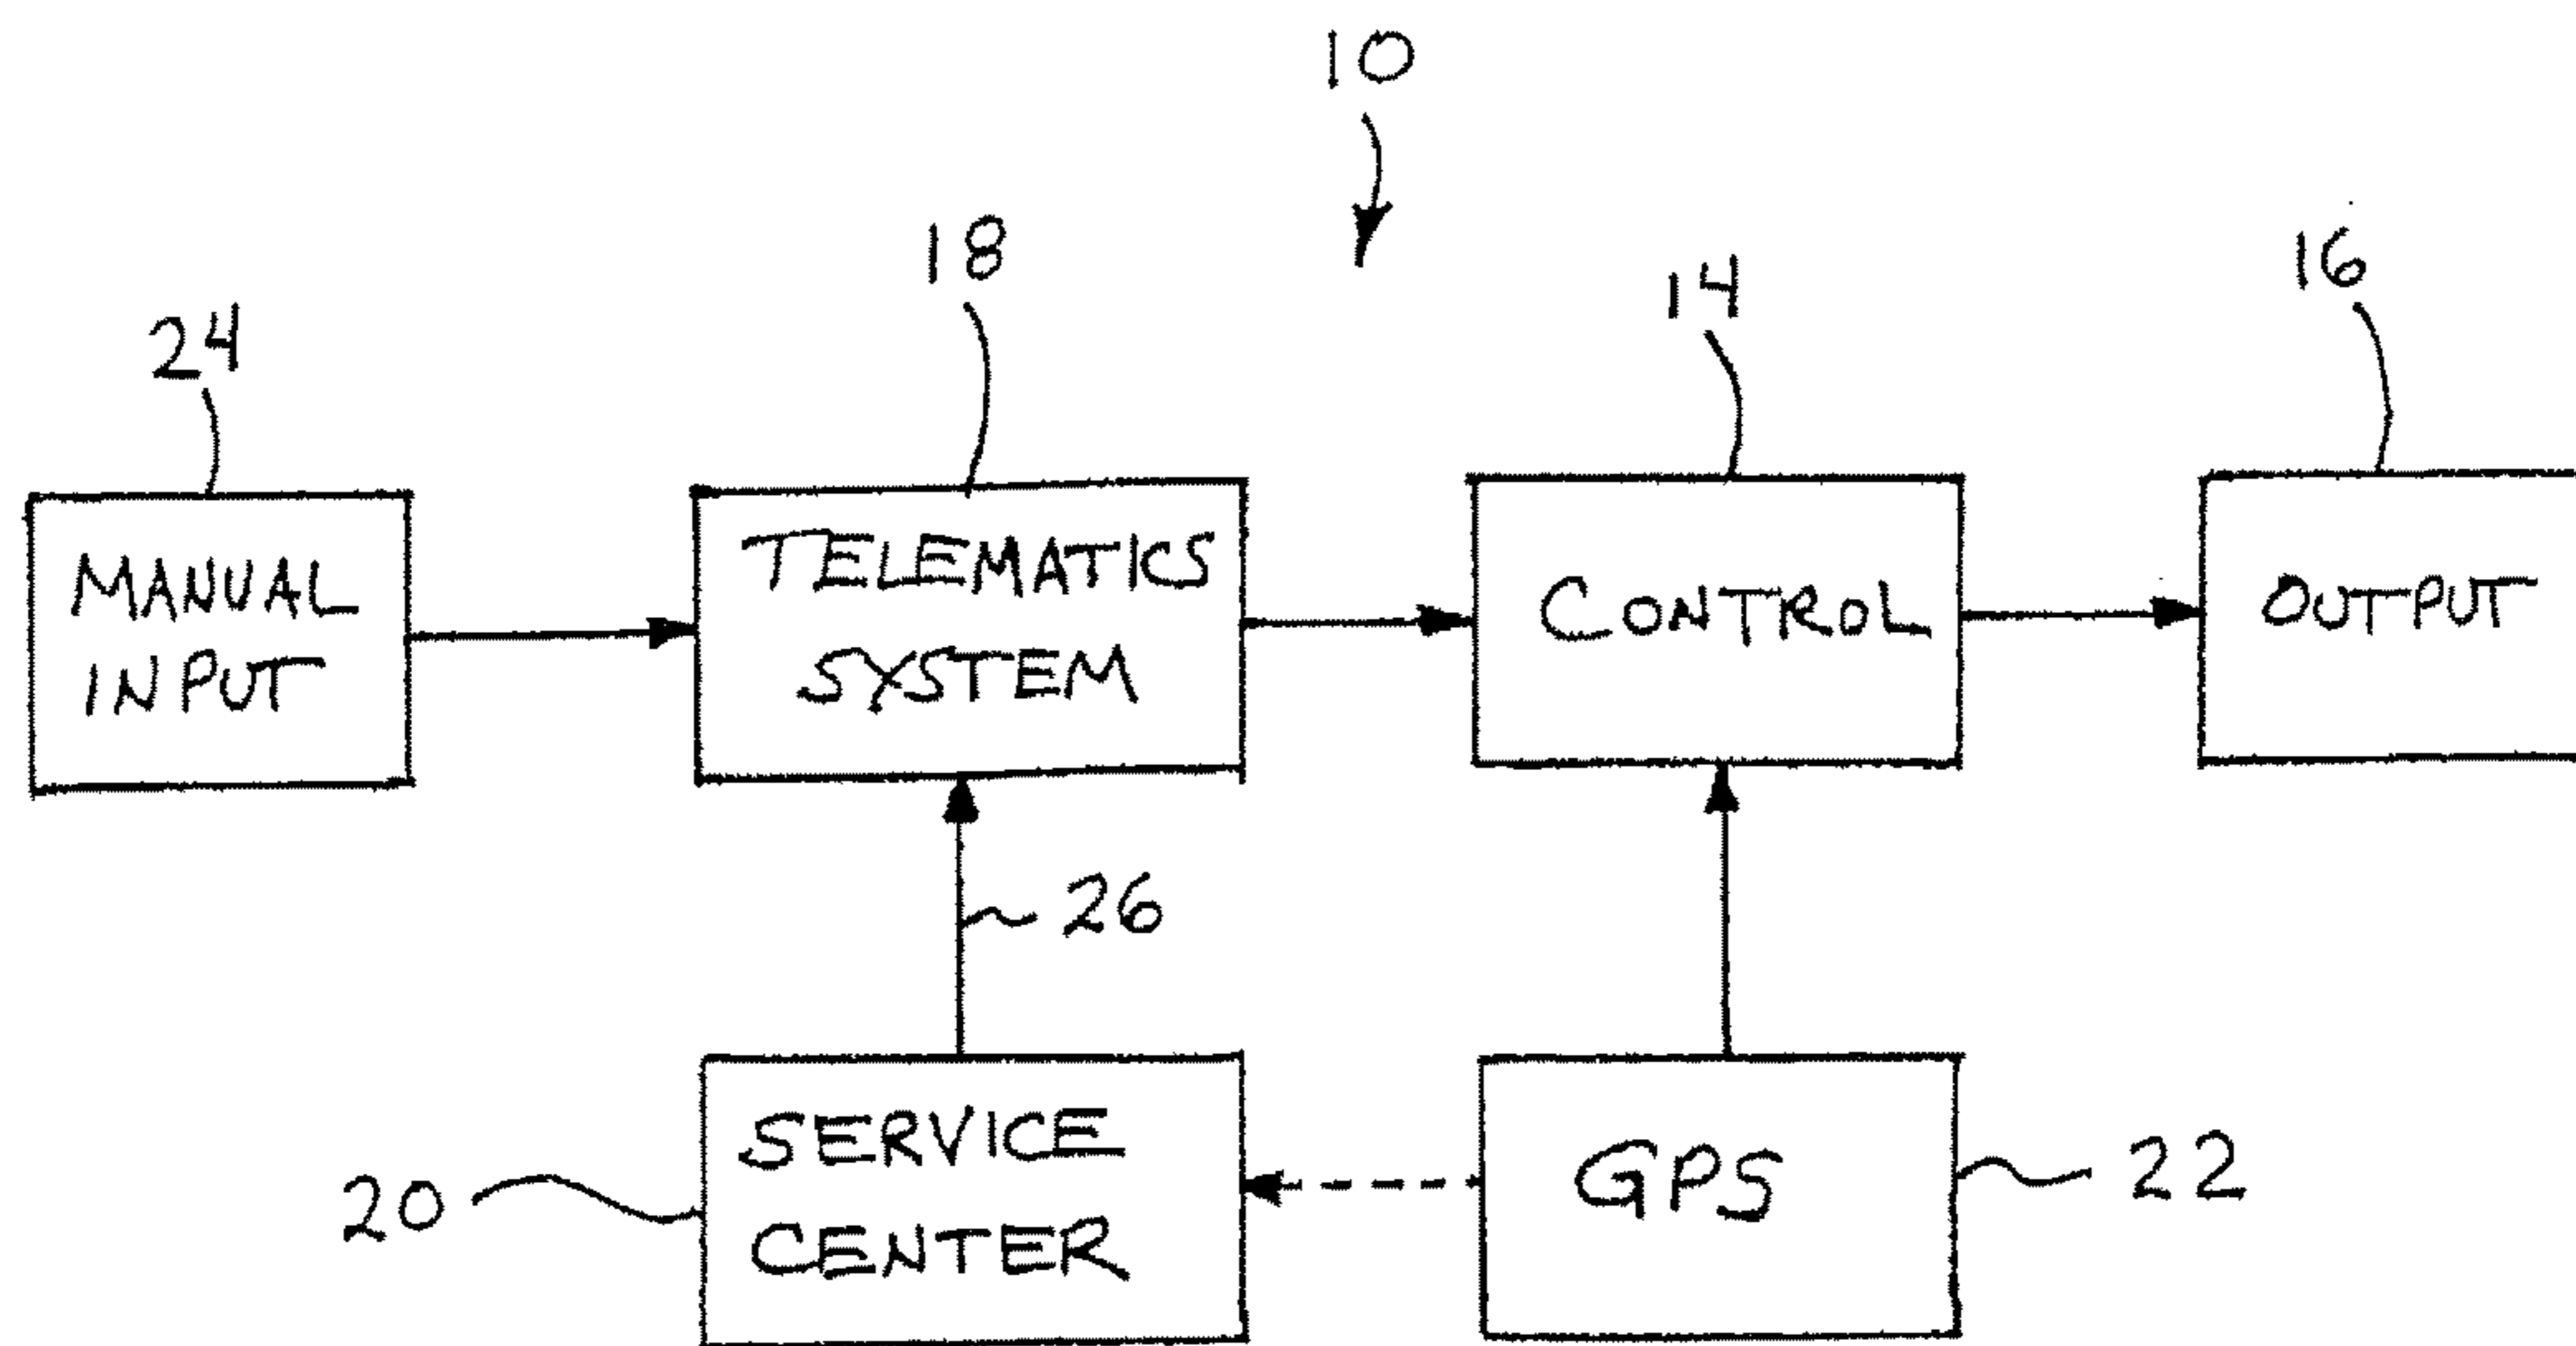 10
18
16
14
24
MANUAL
INPUT
TELEMATICS
SYSTEM
CONTROL
OUTPUT
26
SERVICE
CENTER
GPS
20
22